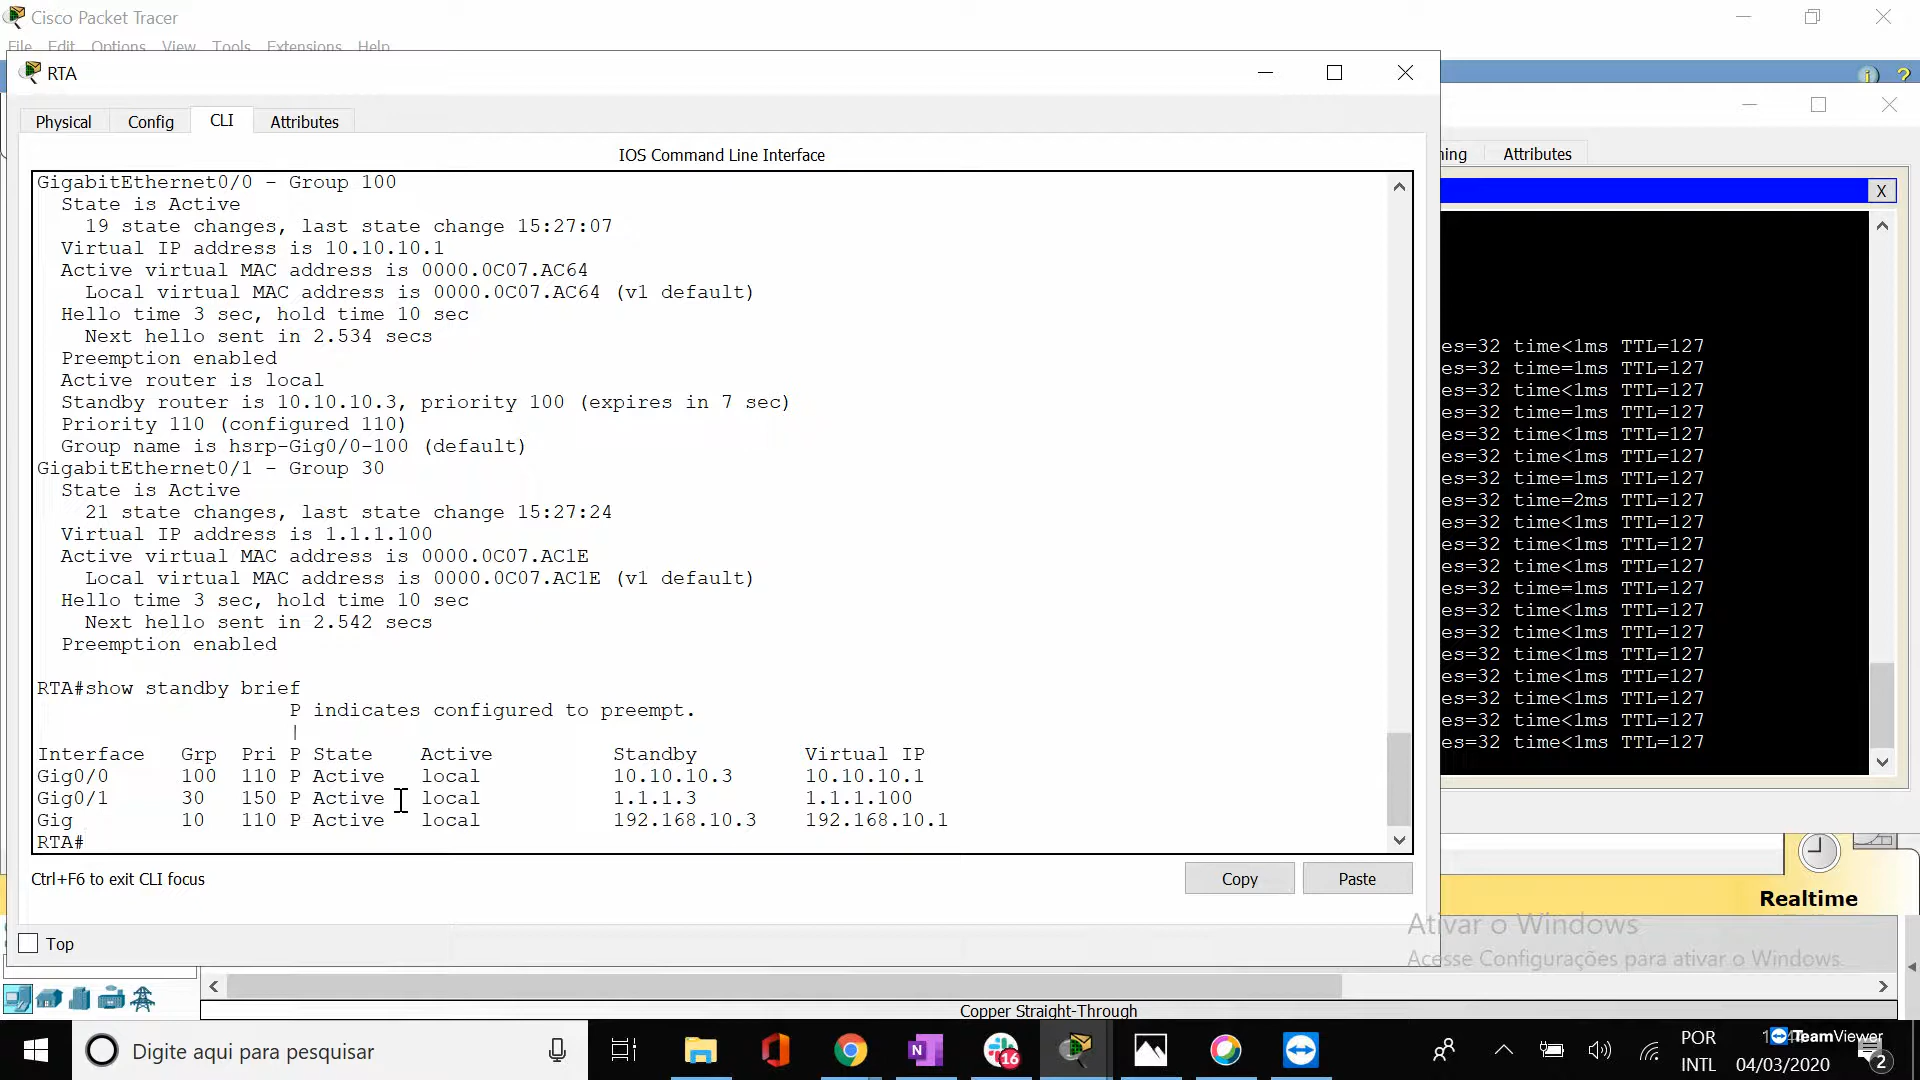 Cisco Packet Tracer
File Edit Options View Tools Extensions Help
RTA
Physical Config CLI Attributes
IOS Command Line Interface
GigabitEthernet0/0 - Group 100
State is Active
19 state changes, last state change 15:27:07
Virtual IP address is 10.10.10.1
Active virtual MAC address is 0000.0C07.AC64
Local virtual MAC address is 0000.0C07.AC64 (v1 default)
Hello time 3 sec, hold time 10 sec
Next hello sent in 2.534 secs
Preemption enabled
Active router is local
Standby router is 10.10.10.3, priority 100 (expires in 7 sec)
Priority 110 (configured 110)
Group name is hsrp-Gig0/0-100 (default)
GigabitEthernet0/1 - Group 30
State is Active
21 state changes, last state change 15:27:24
Virtual IP address is 1.1.1.100
Active virtual MAC address is 0000.0C07.AC1E
Local virtual MAC address is 0000.0C07.AC1E (v1 default)
Hello time 3 sec, hold time 10 sec
Next hello sent in 2.542 secs
Preemption enabled
RTA#show standby brief
P indicates configured to preempt.
|
Interface Grp Pri P State Active Standby Virtual IP
Gig0/0 100 110 P Active local 10.10.10.3 10.10.10.1
Gig0/1 30 150 P Active local 1.1.1.3 1.1.1.100
Gig 10 110 P Active local 192.168.10.3 192.168.10.1
RTA#
Ctrl+F6 to exit CLI focus
Copy Paste
Top
ing Attributes
X
es=32 time<1ms TTL=127
es=32 time=1ms TTL=127
es=32 time<1ms TTL=127
es=32 time=1ms TTL=127
es=32 time<1ms TTL=127
es=32 time<1ms TTL=127
es=32 time=1ms TTL=127
es=32 time=2ms TTL=127
es=32 time<1ms TTL=127
es=32 time<1ms TTL=127
es=32 time<1ms TTL=127
es=32 time=1ms TTL=127
es=32 time<1ms TTL=127
es=32 time<1ms TTL=127
es=32 time<1ms TTL=127
es=32 time<1ms TTL=127
es=32 time<1ms TTL=127
es=32 time<1ms TTL=127
es=32 time<1ms TTL=127
Realtime
Ativar o Windows
Acesse Configurações para ativar o Windows.
Copper Straight-Through
Digite aqui para pesquisar
16
POR
INTL
TeamViewer
04/03/2020
2